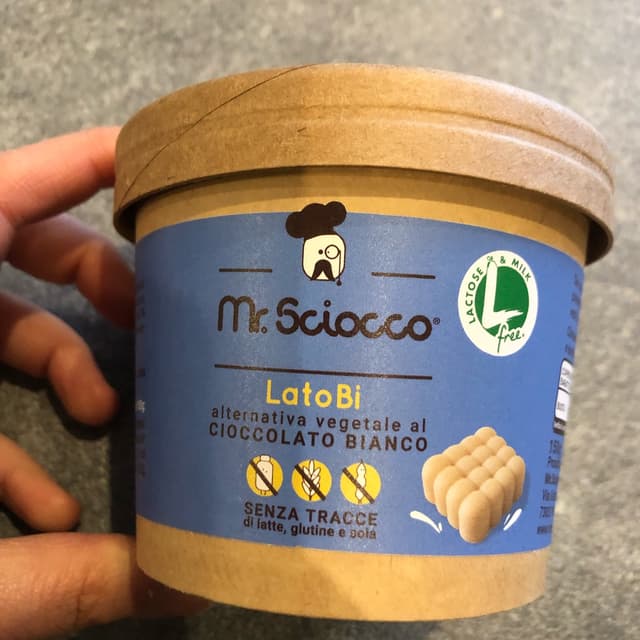 LACTOSE & MILK
free.
Mr. Sciocco®
LatoBi
alternativa vegetale al
CIOCCOLATO BIANCO
SENZA TRACCE
di latte, glutine e soia